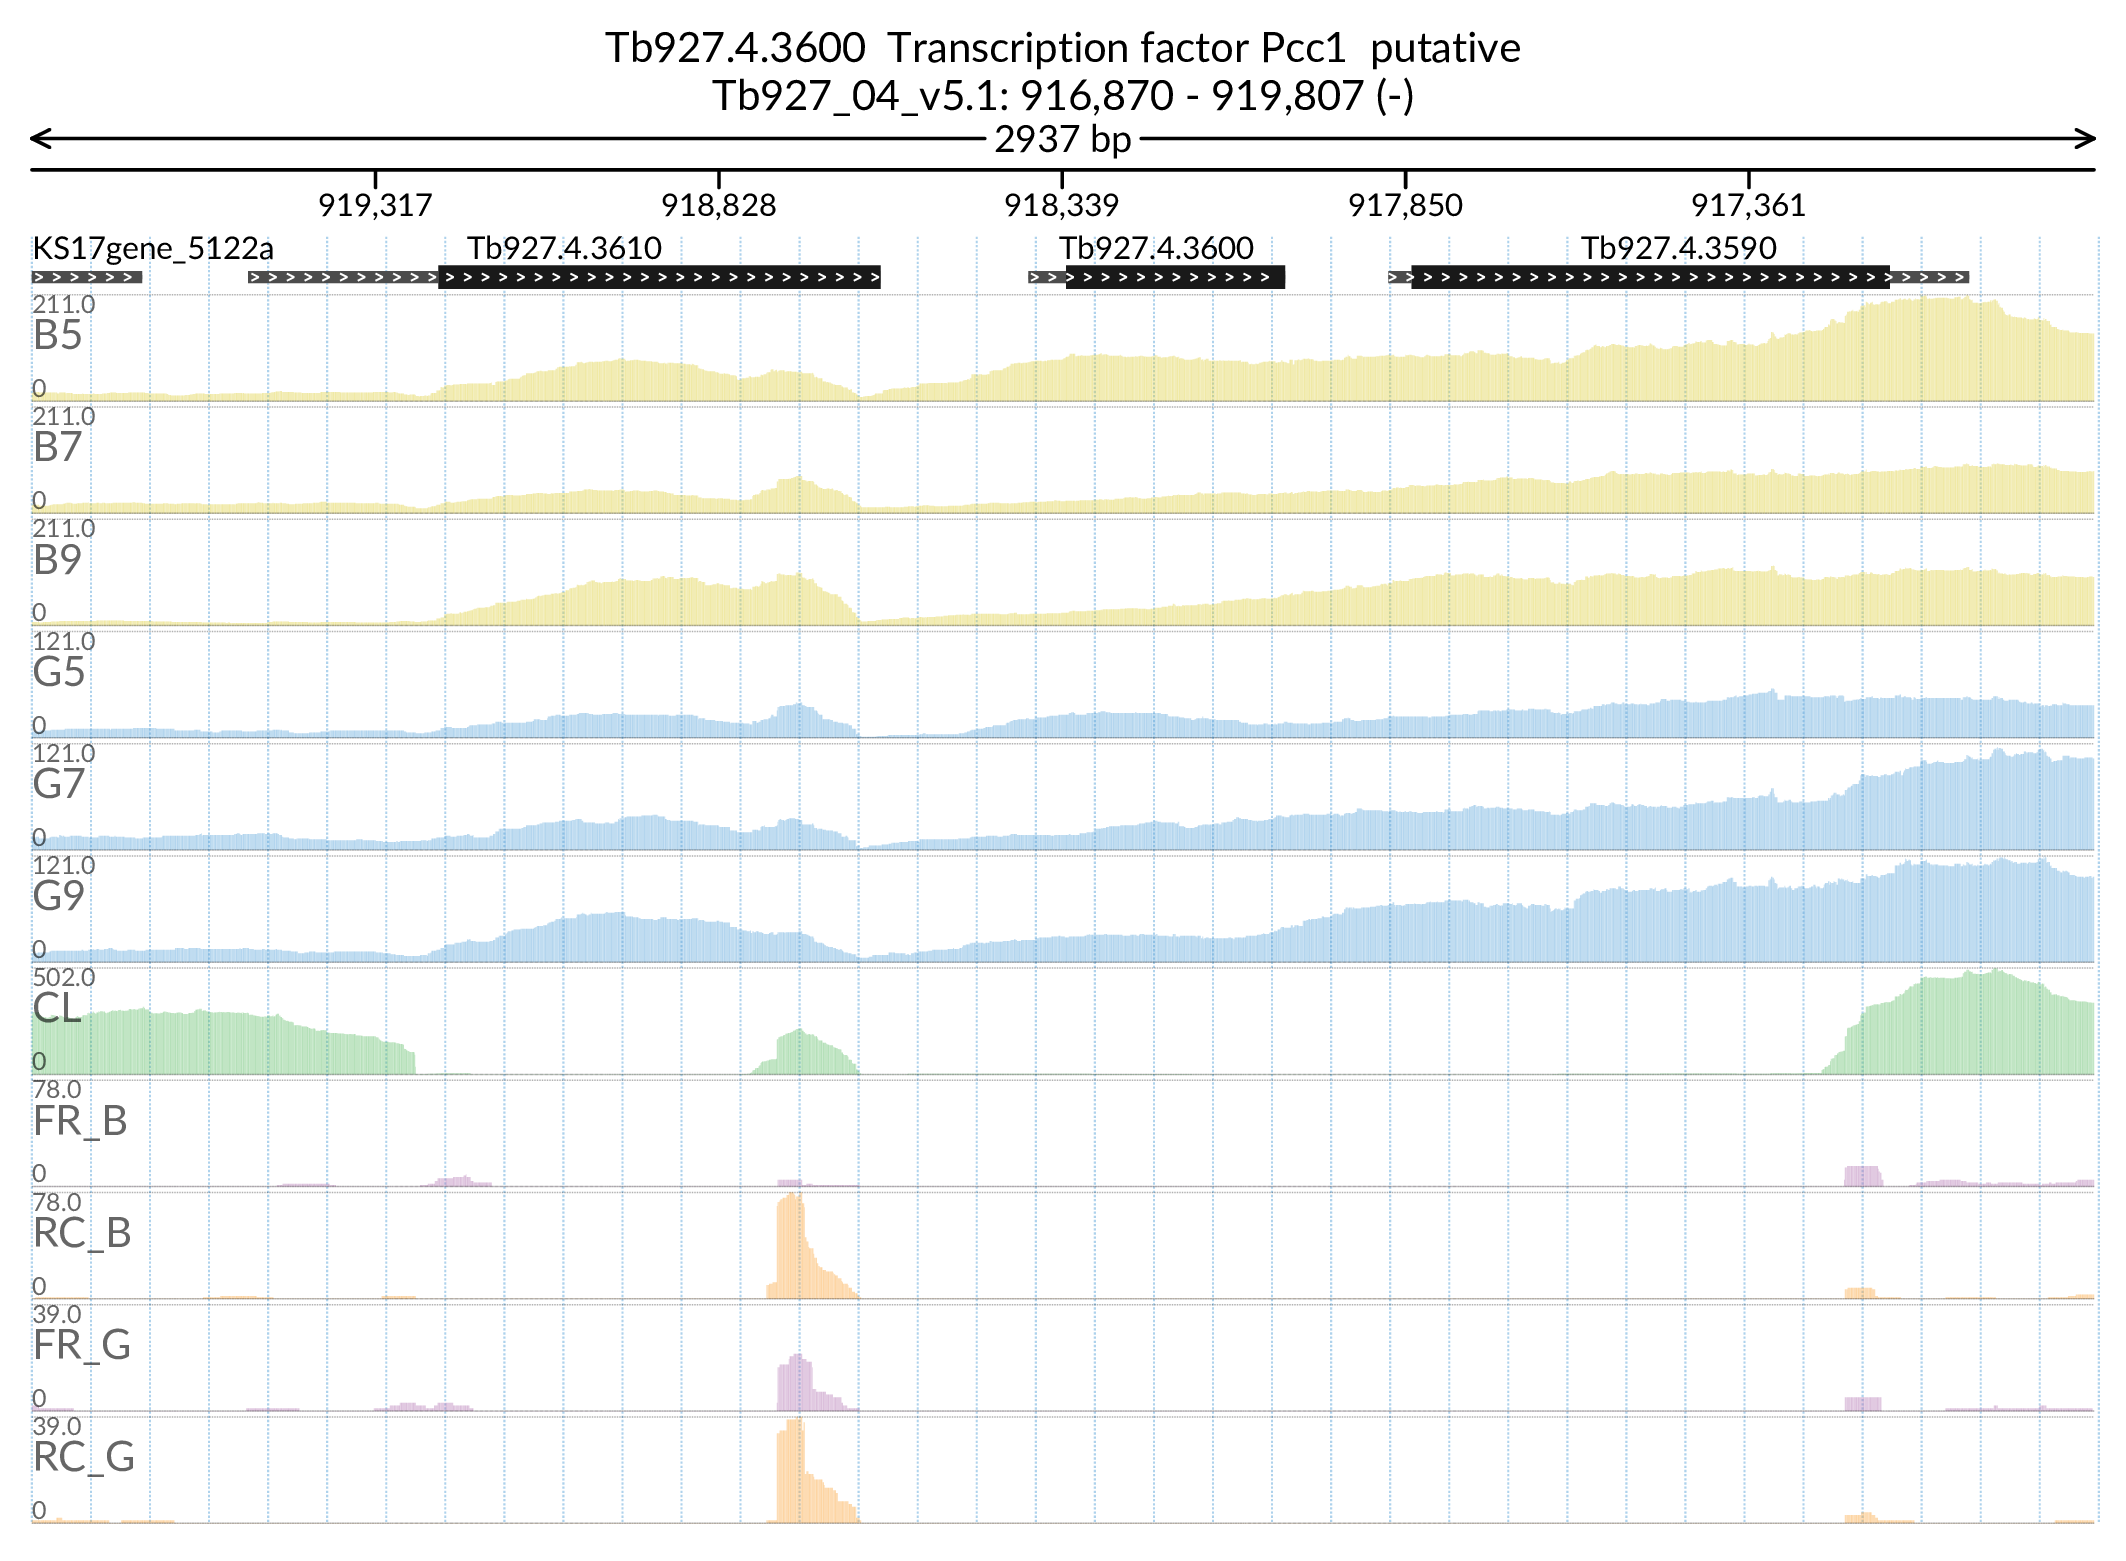 Tb927.4.3600  Transcription factor Pcc1  putative
Tb927_04_v5.1: 916,870 - 919,807 (-)
2937 bp
919,317 918,828 918,339 917,850 917,361
KS17gene_5122a Tb927.4.3610 Tb927.4.3600 Tb927.4.3590
211.0
B5
0
211.0
B7
0
211.0
B9
0
121.0
G5
0
121.0
G7
0
121.0
G9
0
502.0
CL
0
78.0
FR_B
0
78.0
RC_B
0
39.0
FR_G
0
39.0
RC_G
0